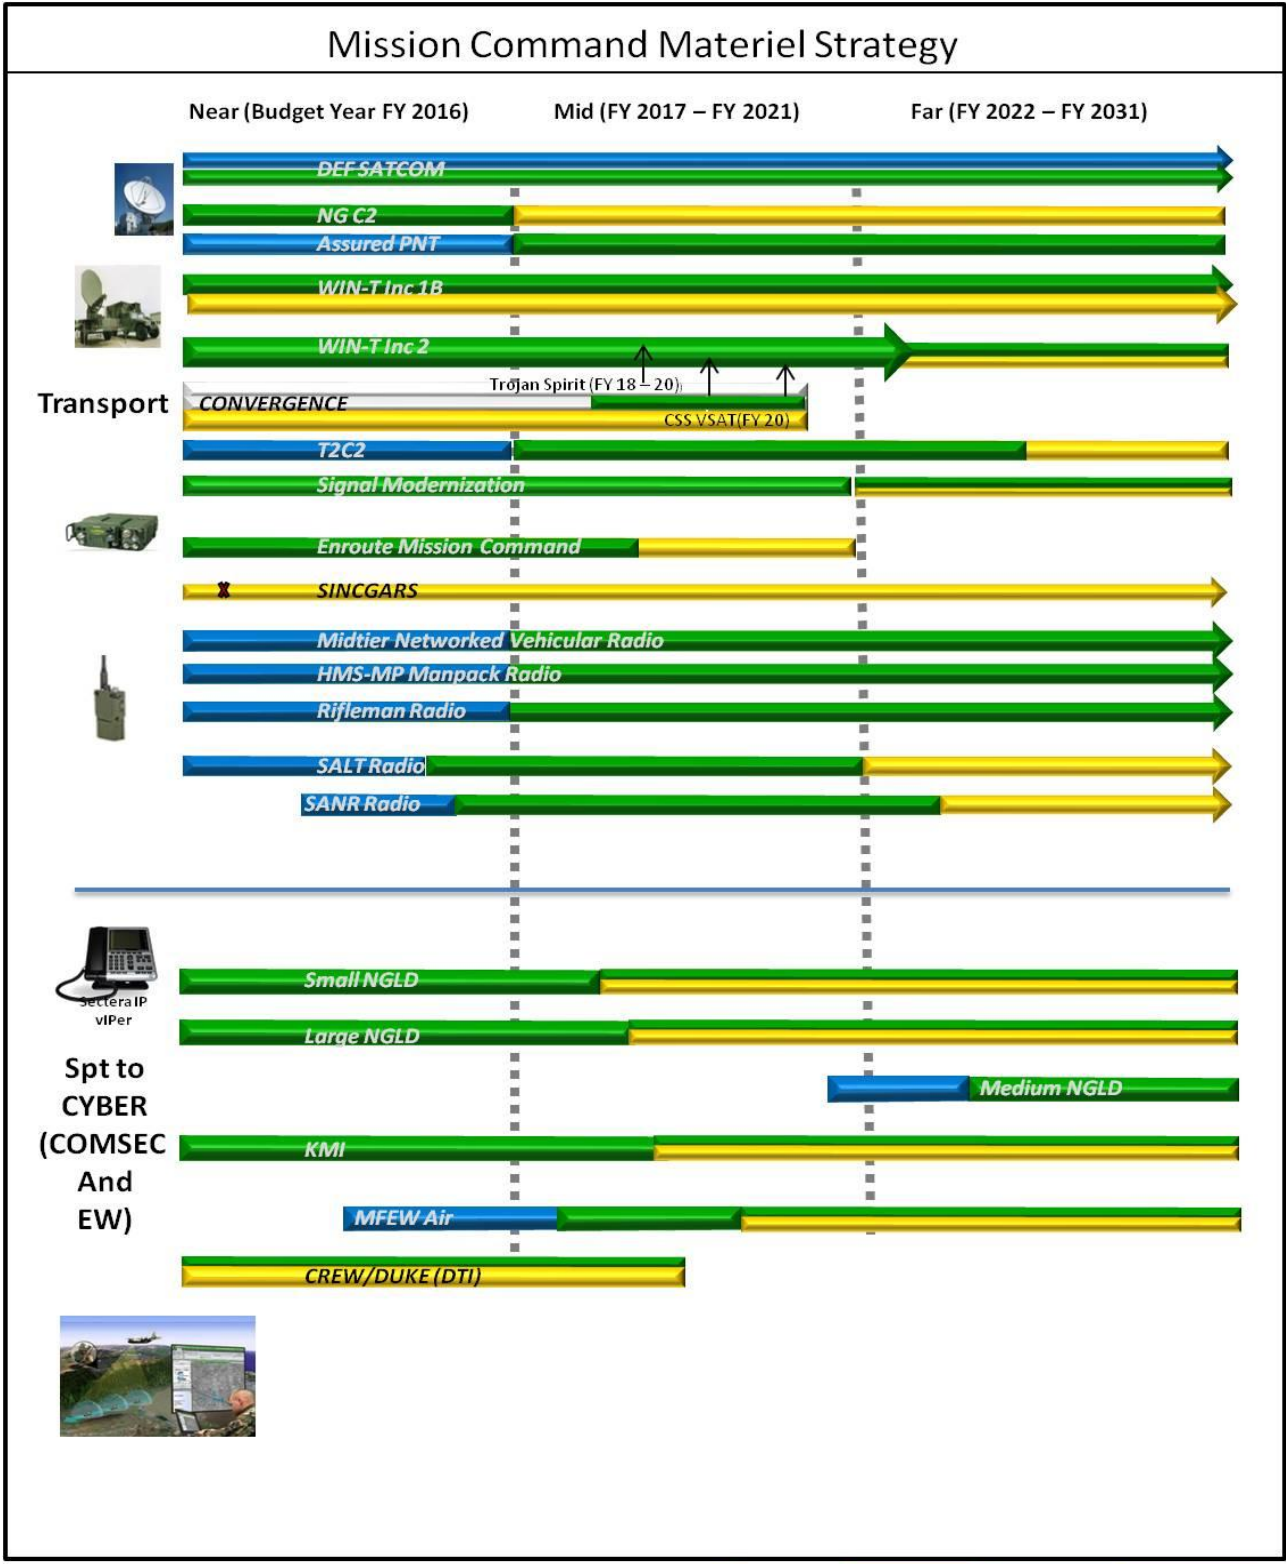 Mission Command Materiel Strategy
Near (Budget Year FY 2016)
Mid (FY 2017 – FY 2021)
Far (FY 2022 – FY 2031)
DEF SATCOM
NG C2
Assured PNT
WIN-T Inc 1B
WIN-T Inc 2
Trojan Spirit (FY 18 – 20)
Transport
CONVERGENCE
CSS VSAT(FY 20)
T2C2
Signal Modernization
Enroute Mission Command
SINCGARS
Midtier Networked Vehicular Radio
HMS-MP Manpack Radio
Rifleman Radio
SALT Radio
SANR Radio
Small NGLD
Sectera IP
vIPer
Large NGLD
Spt to
CYBER
(COMSEC
And
EW)
Medium NGLD
KMI
MFEW Air
CREW/DUKE (DTI)